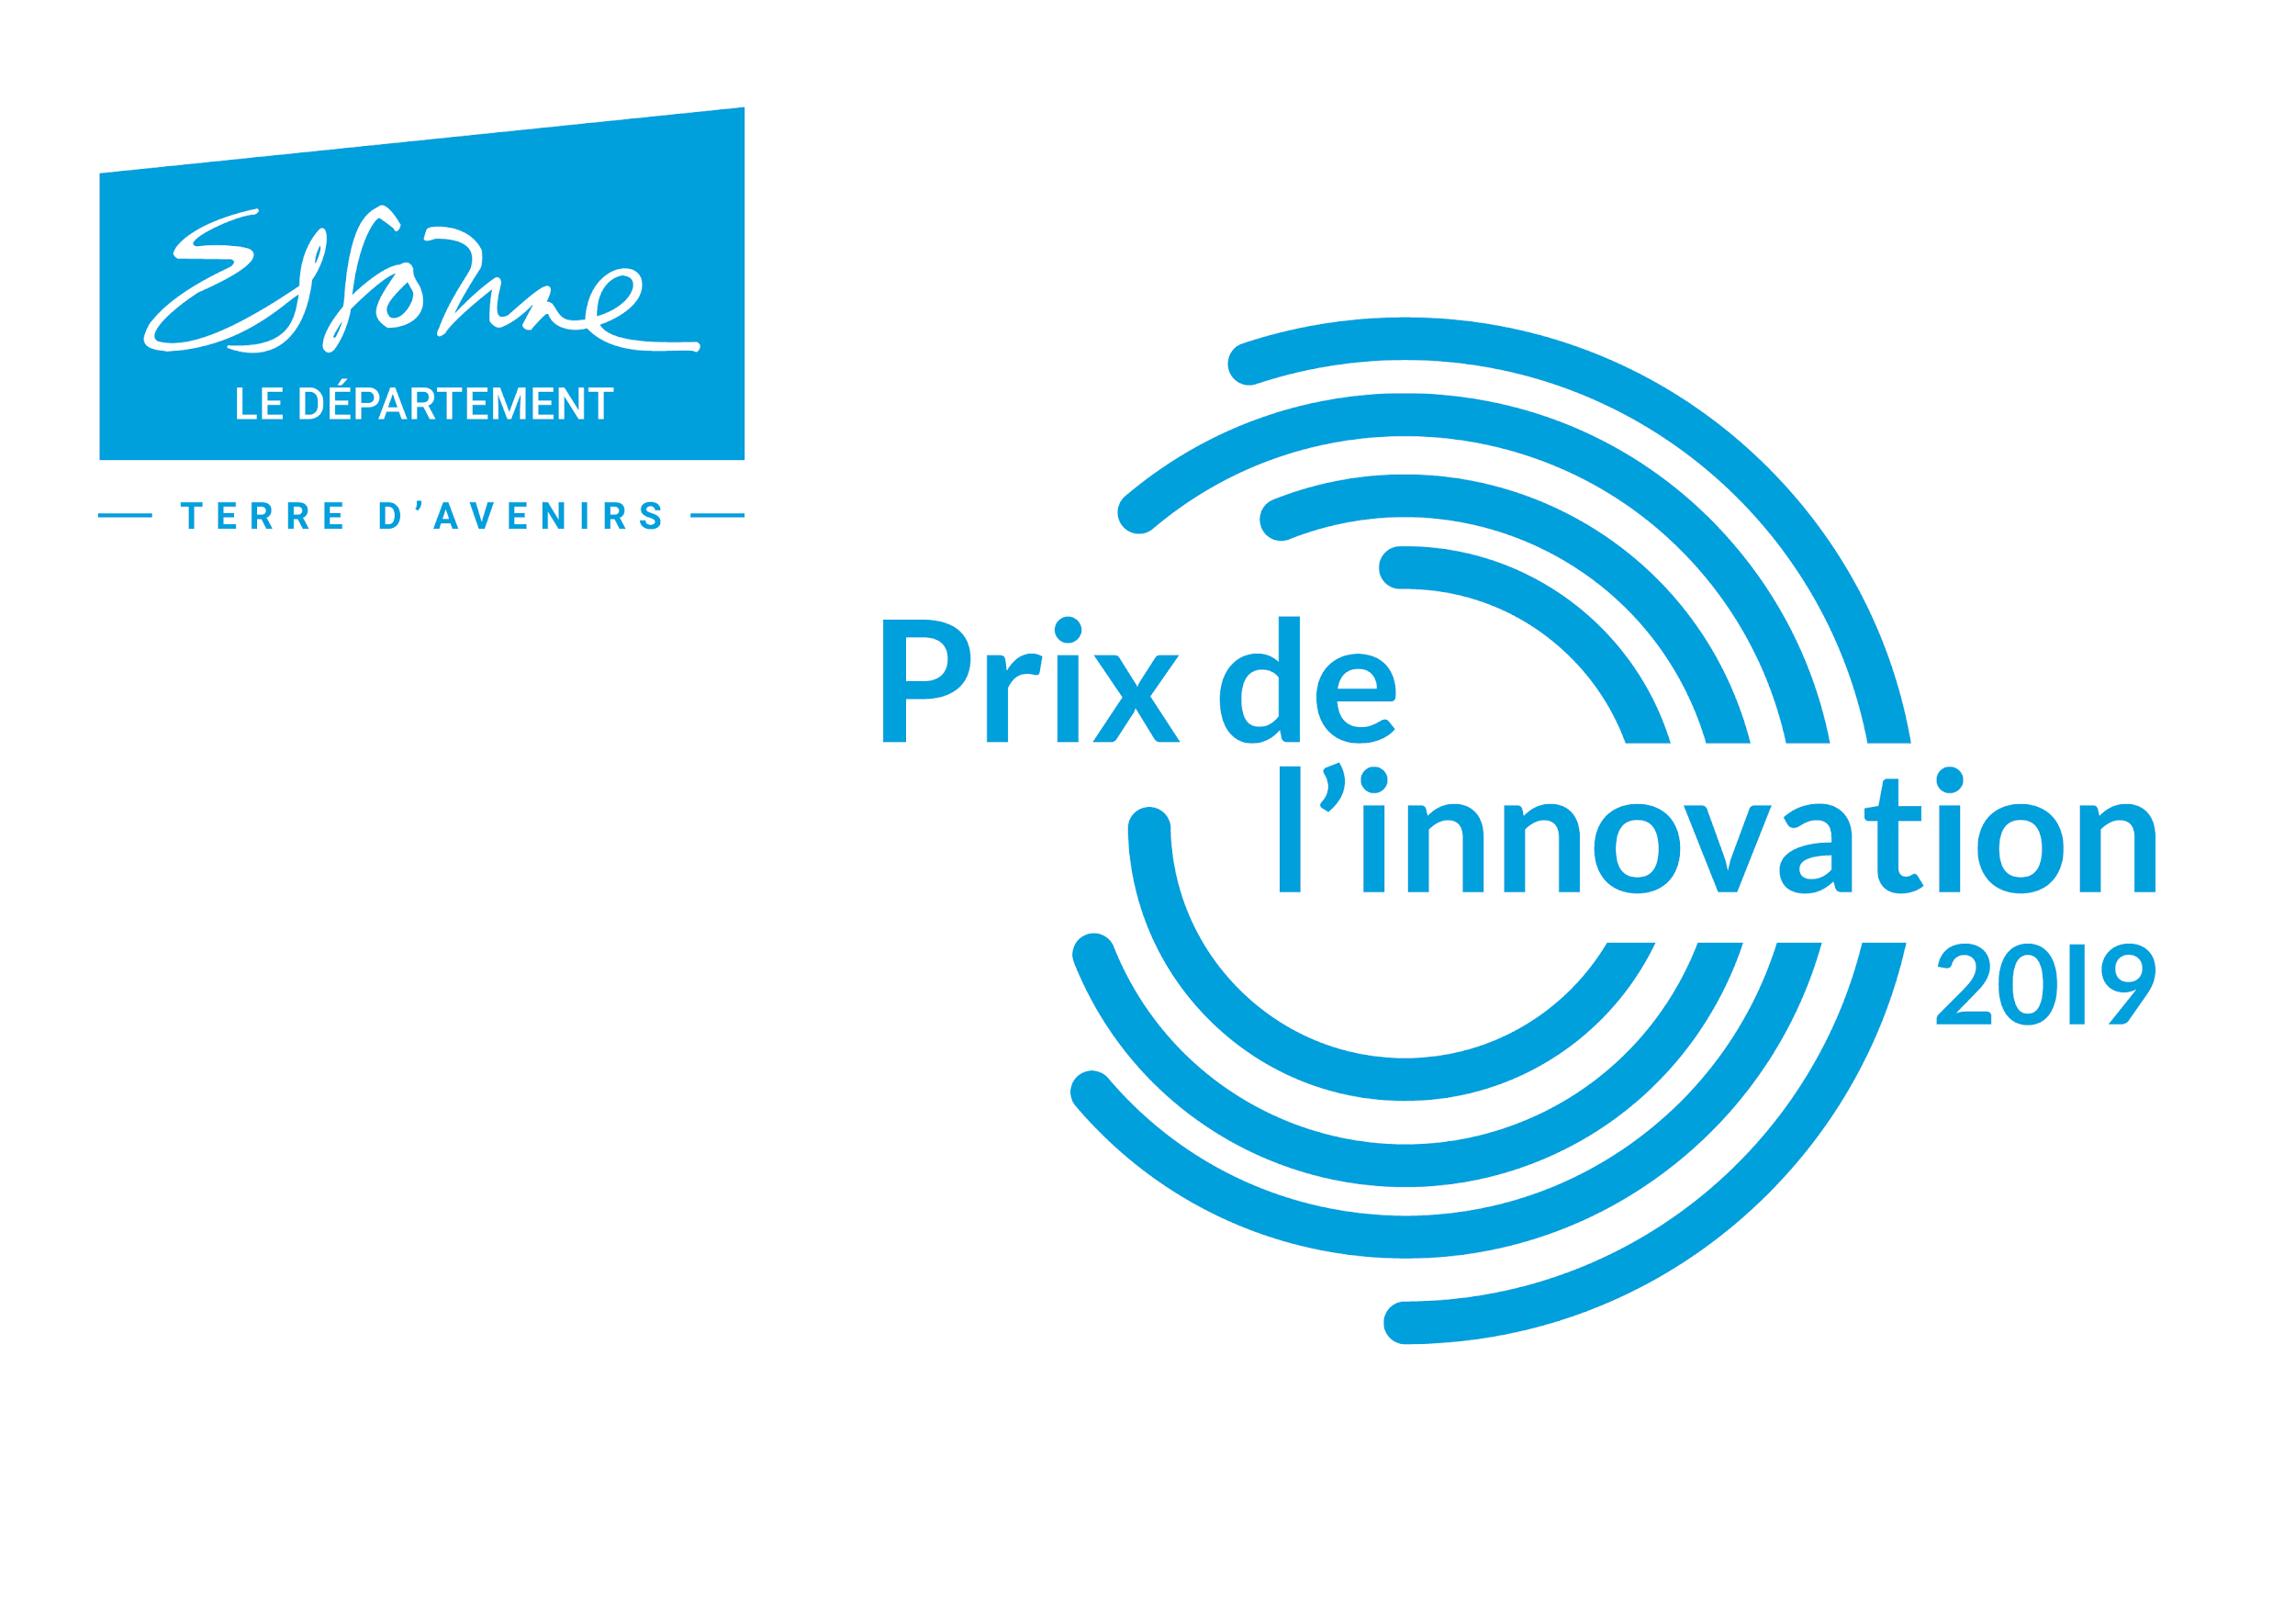 Essonne
LE DÉPARTEMENT
TERRE D’AVENIRS
Prix de
l’innovation
2019